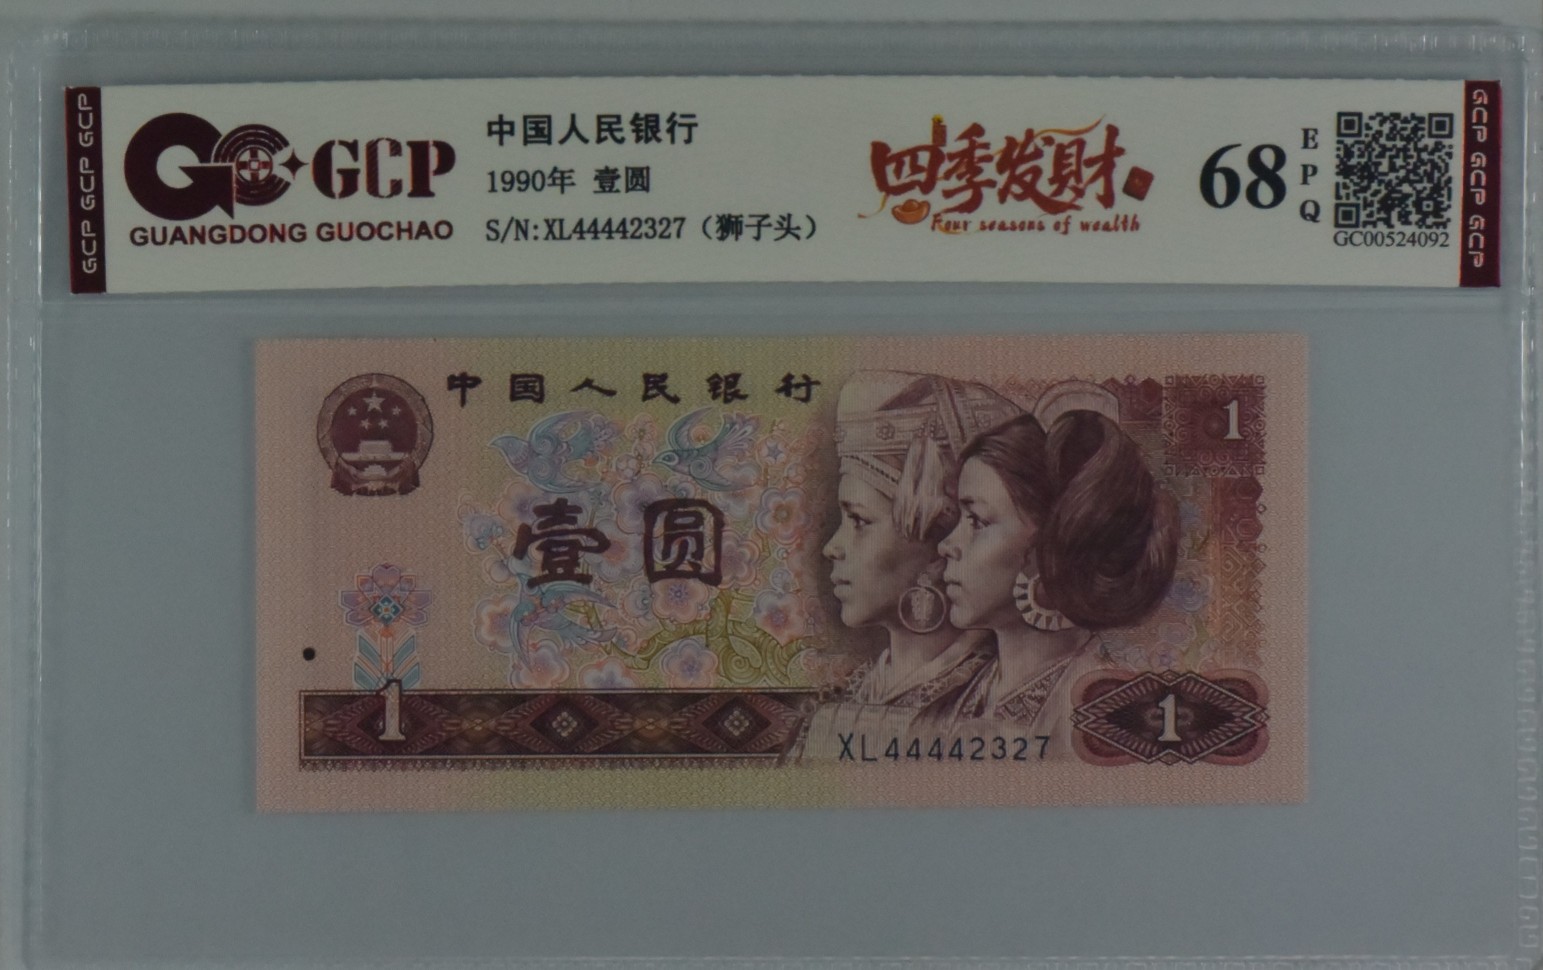 GCP GCP GCP
GCP
GUANGDONG GUOCHAO
中国人民银行
1990年 壹圆
S/N:XL44442327（狮子头）
四季发财
Four seasons of wealth
68
EPQ
GC00524092
GCP GCP GCP
中国人民银行
1
壹圆
1
XL44442327
1